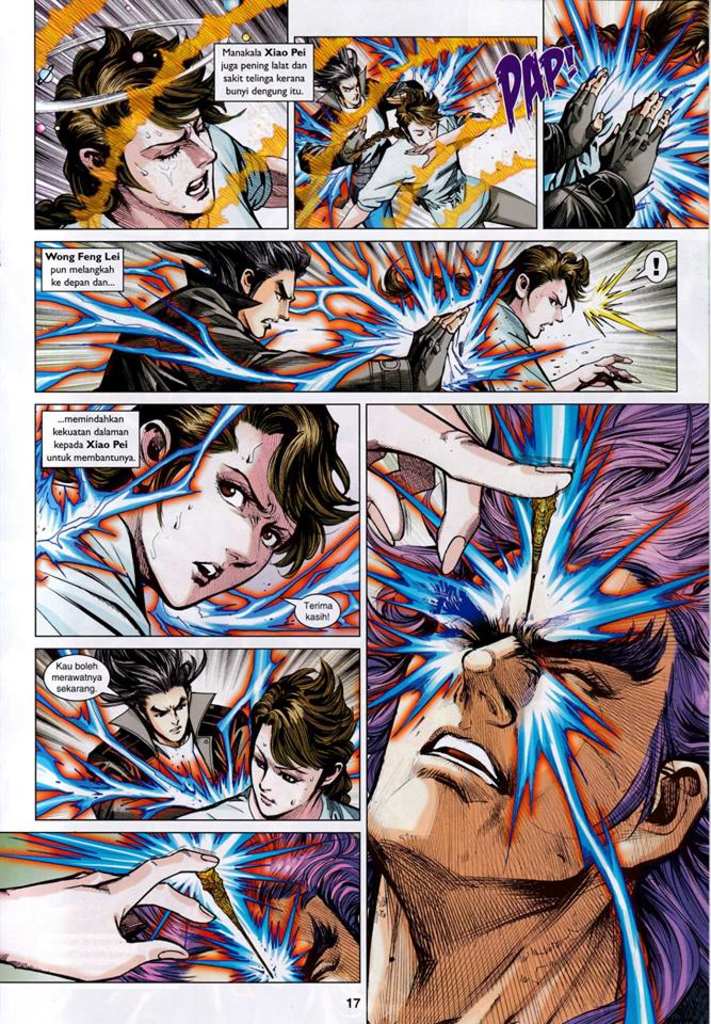 Manakala Xiao Pei
juga pening lalat dan
sakit telinga kerana
bunyi dengung itu.
PAP!
Wong Feng Lei
pun melangkah
ke depan dan...
!
...memindahkan
kekuatan dalaman
kepada Xiao Pei
untuk membantunya.
Terima
kasih!
Kau boleh
merawatnya
sekarang.
17